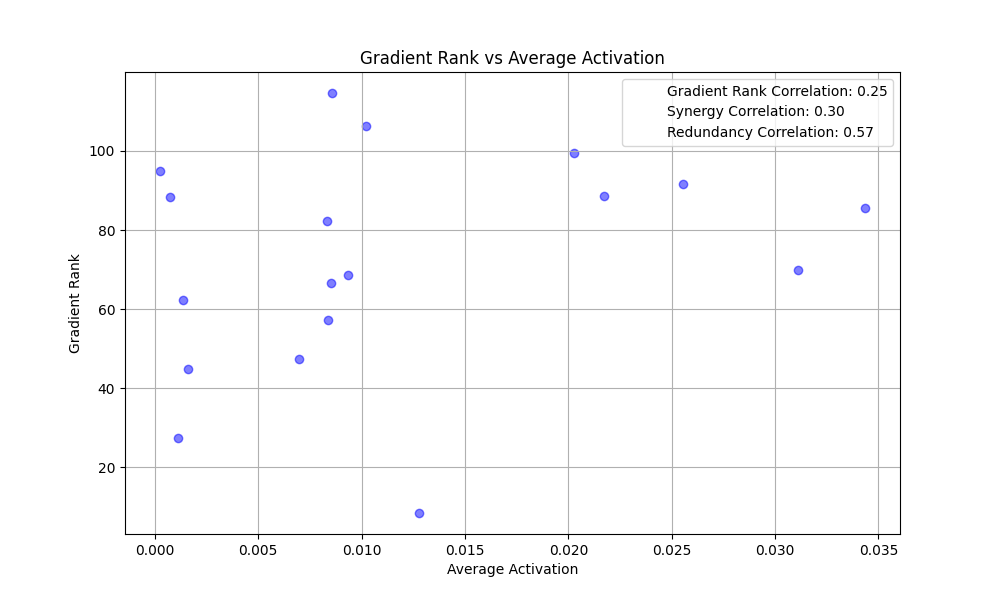 Gradient Rank vs Average Activation
Gradient Rank Correlation: 0.25
Synergy Correlation: 0.30
Redundancy Correlation: 0.57
100
80
60
40
20
Gradient Rank
0.000 0.005 0.010 0.015 0.020 0.025 0.030 0.035
Average Activation